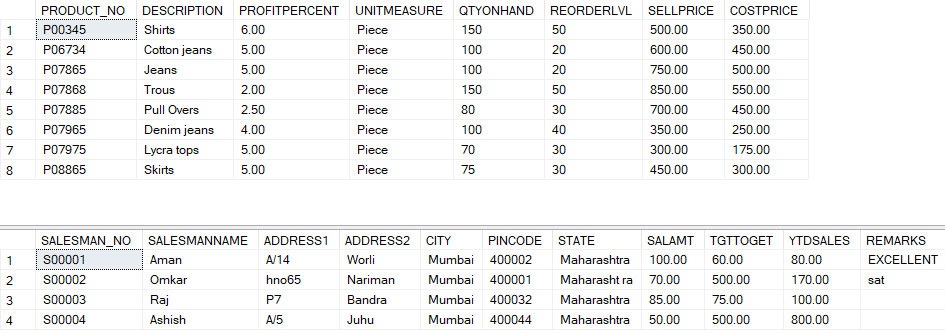 PRODUCT_NO DESCRIPTION PROFITPERCENT UNITMEASURE QTYONHAND REORDERLVL SELLPRICE COSTPRICE
1 P00345 Shirts 6.00 Piece 150 50 500.00 350.00
2 P06734 Cotton jeans 5.00 Piece 100 20 600.00 450.00
3 P07865 Jeans 5.00 Piece 100 20 750.00 500.00
4 P07868 Trous 2.00 Piece 150 50 850.00 550.00
5 P07885 Pull Overs 2.50 Piece 80 30 700.00 450.00
6 P07965 Denim jeans 4.00 Piece 100 40 350.00 250.00
7 P07975 Lycra tops 5.00 Piece 70 30 300.00 175.00
8 P08865 Skirts 5.00 Piece 75 30 450.00 300.00
SALESMAN_NO SALESMANNAME ADDRESS1 ADDRESS2 CITY PINCODE STATE SALAMT TGTTOGET YTDSALES REMARKS
1 S00001 Aman A/14 Worli Mumbai 400002 Maharashtra 100.00 60.00 80.00 EXCELLENT
2 S00002 Omkar hno65 Nariman Mumbai 400001 Maharasht ra 70.00 500.00 170.00 sat
3 S00003 Raj P7 Bandra Mumbai 400032 Maharashtra 85.00 75.00 100.00
4 S00004 Ashish A/5 Juhu Mumbai 400044 Maharashtra 50.00 500.00 800.00